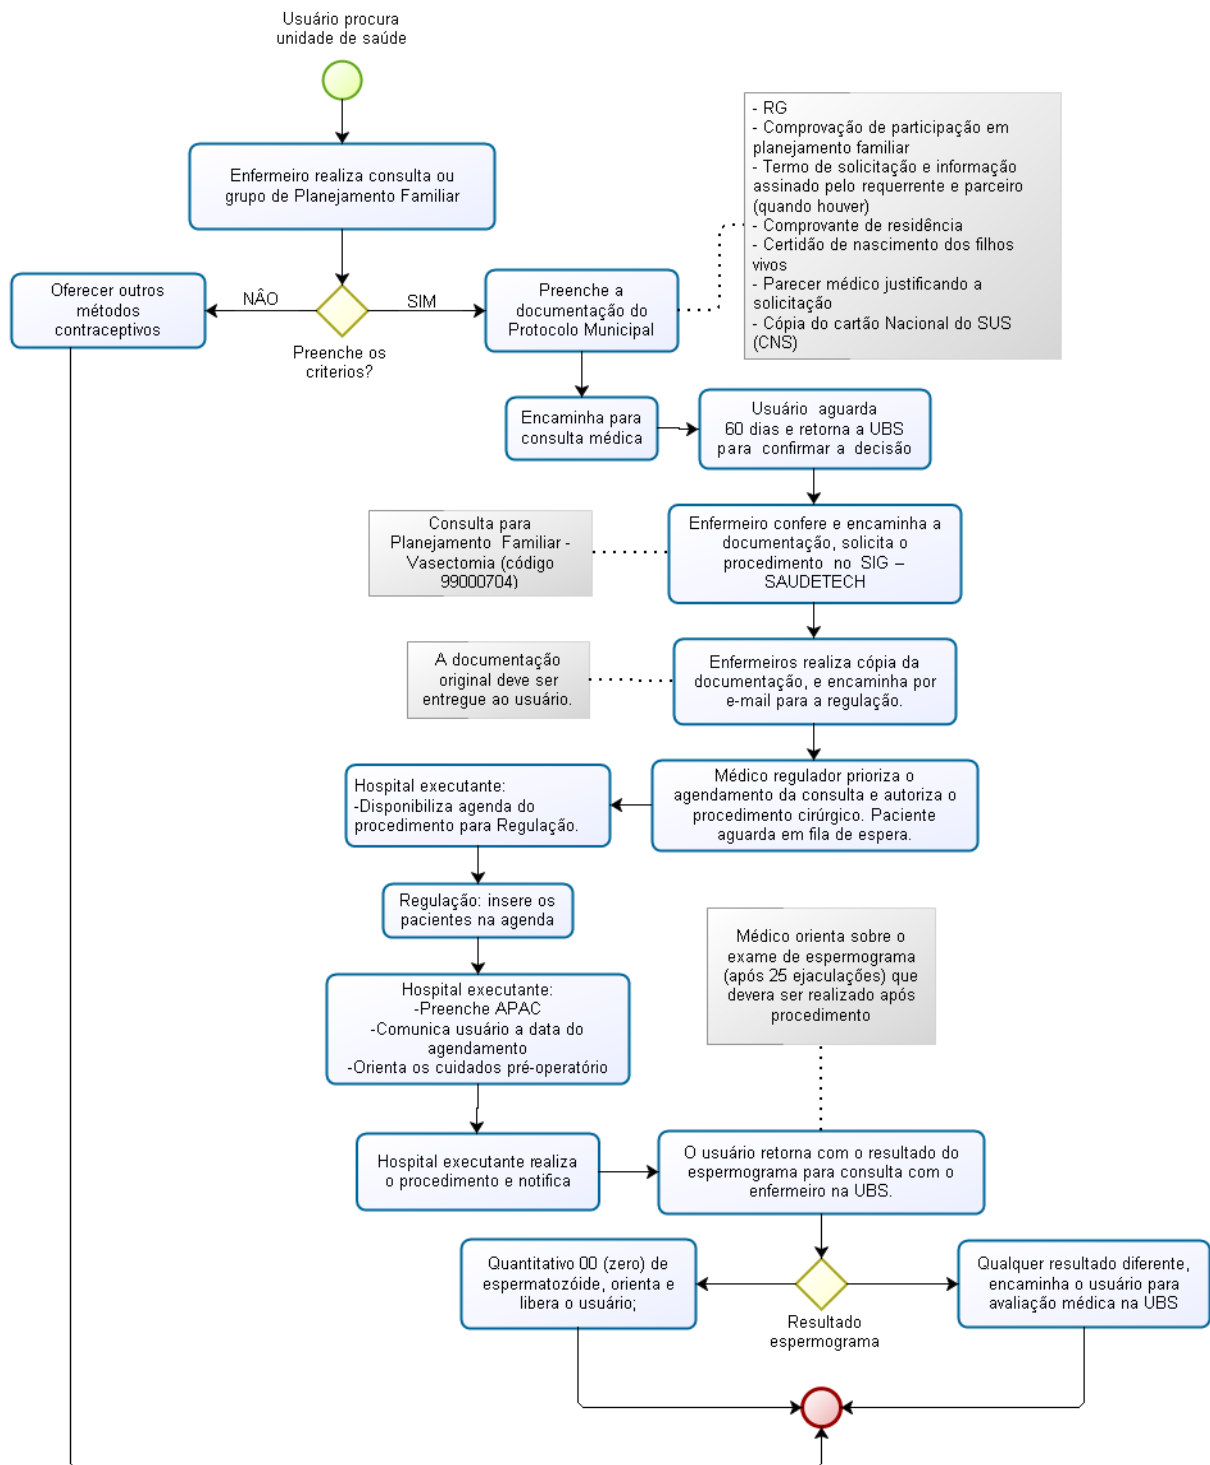 Usuário procura
unidade de saúde
Enfermeiro realiza consulta ou
grupo de Planejamento Familiar
- RG
- Comprovação de participação em
planejamento familiar
- Termo de solicitação e informação
assinado pelo requerrente e parceiro
(quando houver)
- Comprovante de residência
- Certidão de nascimento dos filhos
vivos
- Parecer médico justificando a
solicitação
- Cópia do cartão Nacional do SUS
(CNS)
Oferecer outros
métodos
contraceptivos
NÂO
SIM
Preenche os
criterios?
Preenche a
documentação do
Protocolo Municipal
Encaminha para
consulta médica
Usuário aguarda
60 dias e retorna a UBS
para confirmar a decisão
Consulta para
Planejamento Familiar -
Vasectomia (código
99000704)
Enfermeiro confere e encaminha a
documentação, solicita o
procedimento no SIG –
SAUDETECH
A documentação
original deve ser
entregue ao usuário.
Enfermeiros realiza cópia da
documentação, e encaminha por
e-mail para a regulação.
Médico regulador prioriza o
agendamento da consulta e autoriza o
procedimento cirúrgico. Paciente
aguarda em fila de espera.
Hospital executante:
-Disponibiliza agenda do
procedimento para Regulação.
Regulação: insere os
pacientes na agenda
Hospital executante:
-Preenche APAC
-Comunica usuário a data do
agendamento
-Orienta os cuidados pré-operatório
Médico orienta sobre o
exame de espermograma
(após 25 ejaculações) que
devera ser realizado após
procedimento
Hospital executante realiza
o procedimento e notifica
O usuário retorna com o resultado do
espermograma para consulta com o
enfermeiro na UBS.
Quantitativo 00 (zero) de
espermatozóide, orienta e
libera o usuário;
Resultado
espermograma
Qualquer resultado diferente,
encaminha o usuário para
avaliação médica na UBS